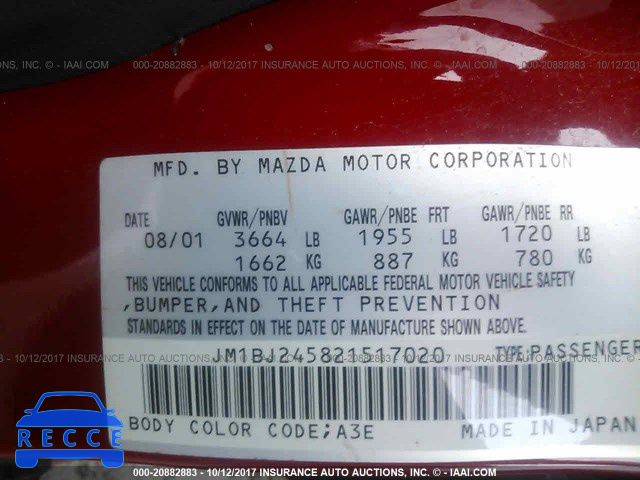 INSURANCE AUTO AUCTIONS, INC. - © IAAI.COM 000-20882883 - 10/12/2017 INSURANCE AUTO AUCTIONS, INC. - © IAAI.COM 000-20882883 - 10/12/2017
MFD. BY MAZDA MOTOR CORPORATION
DATE GVWR/PNBV GAWR/PNBE FRT GAWR/PNBE RR
08/01 3664 LB 1955 LB 1720 LB
1662 KG 887 KG 780 KG
THIS VEHICLE CONFORMS TO ALL APPLICABLE FEDERAL MOTOR VEHICLE SAFETY
,BUMPER,AND THEFT PREVENTION
STANDARDS IN EFFECT ON THE DATE OF MANUFACTURE SHOWN ABOVE.
JM1BJ245821517020 TYPE:PASSENGER
BODY COLOR CODE;A3E MADE IN JAPAN
RECCE
000-20882883 - 10/12/2017 INSURANCE AUTO AUCTIONS, INC. - © IAAI.COM